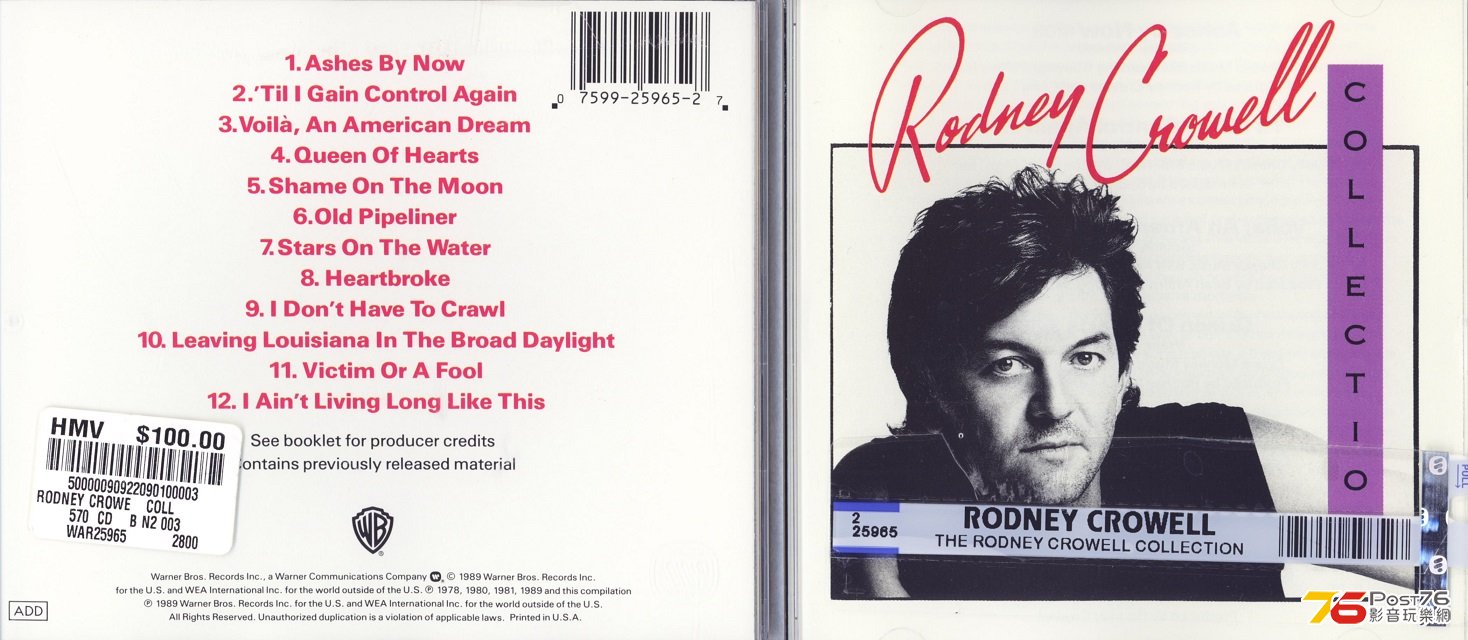 1. Ashes By Now
2.'Til I Gain Control Again
3. Voilà, An American Dream
4. Queen Of Hearts
5. Shame On The Moon
6. Old Pipeliner
7. Stars On The Water
8. Heartbroke
9. I Don't Have To Crawl
10. Leaving Louisiana In The Broad Daylight
11. Victim Or A Fool
12. I Ain't Living Long Like This
0 7599-25965-2 7
See booklet for producer credits
ontains previously released material
HMV $100.00
50000090922090100003
RODNEY CROWE COLL
570 CD B N2 003
WAR25965 2800
WB
Warner Bros. Records Inc., a Warner Communications Company © 1989 Warner Bros. Records Inc.
for the U.S. and WEA International Inc. for the world outside of the U.S. ℗ 1978, 1980, 1981, 1989 and this compilation
℗ 1989 Warner Bros. Records Inc. for the U.S. and WEA International Inc. for the world outside of the U.S.
All Rights Reserved. Unauthorized duplication is a violation of applicable laws. Printed in U.S.A.
ADD
Rodney Crowell
COLLECTIO
2
25965
RODNEY CROWELL
THE RODNEY CROWELL COLLECTION
PULL
76 Post76
影音玩樂網